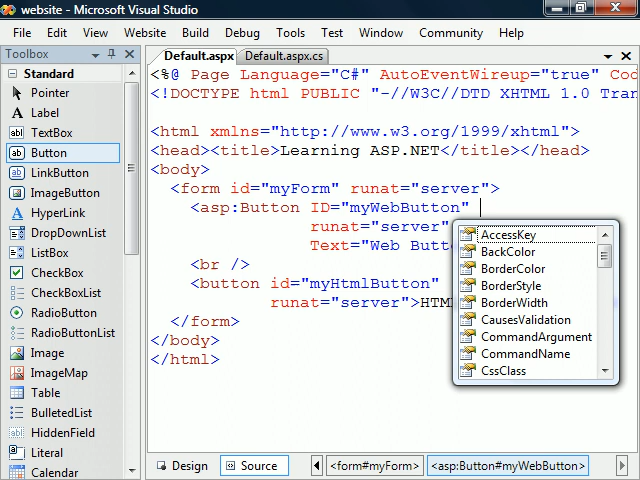 website - Microsoft Visual Studio
File Edit View Website Build Debug Tools Test Window Community Help
Toolbox
Standard
Pointer
Label
TextBox
Button
LinkButton
ImageButton
HyperLink
DropDownList
ListBox
CheckBox
CheckBoxList
RadioButton
RadioButtonList
Image
ImageMap
Table
BulletedList
HiddenField
Literal
Calendar
Default.aspx Default.aspx.cs
<%@ Page Language="C#" AutoEventWireup="true" Cod
<!DOCTYPE html PUBLIC "-//W3C//DTD XHTML 1.0 Tran
<html xmlns="http://www.w3.org/1999/xhtml">
<head><title>Learning ASP.NET</title></head>
<body>
<form id="myForm" runat="server">
<asp:Button ID="myWebButton"
runat="server"
Text="Web Butt
<br />
<button id="myHtmlButton"
runat="server">HTM
</form>
</body>
</html>
AccessKey
BackColor
BorderColor
BorderStyle
BorderWidth
CausesValidation
CommandArgument
CommandName
CssClass
Design Source <form#myForm> <asp:Button#myWebButton>